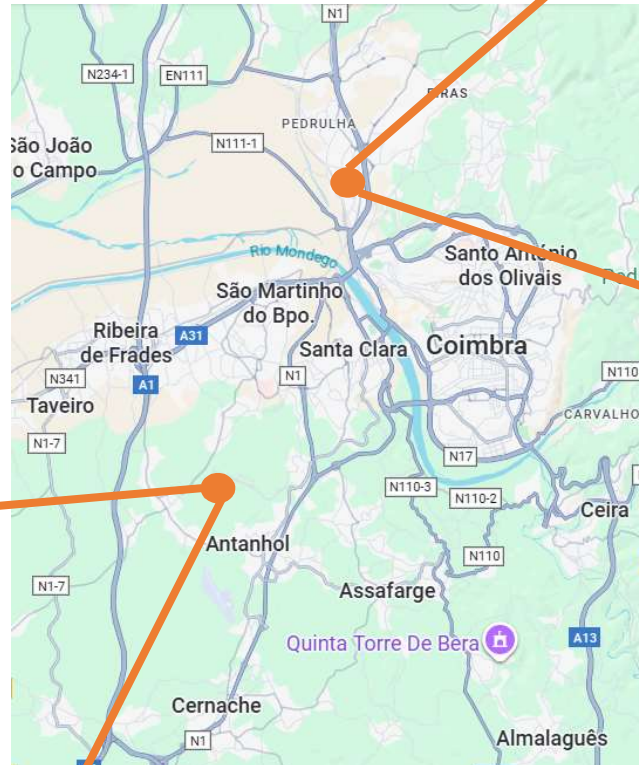 N1
N234-1
EN111
EIRAS
PEDRULHA
São João
o Campo
N111-1
Rio Mondego
Santo António
dos Olivais
São Martinho
do Bpo.
Ribeira
de Frades
A31
Santa Clara
Coimbra
N341
A1
N1
N110
Taveiro
CARVALHO
N1-7
N17
N110-3
N110-2
Ceira
Antanhol
N110
N1-7
Assafarge
Quinta Torre De Bera
A13
Cernache
N1
Almalaguês